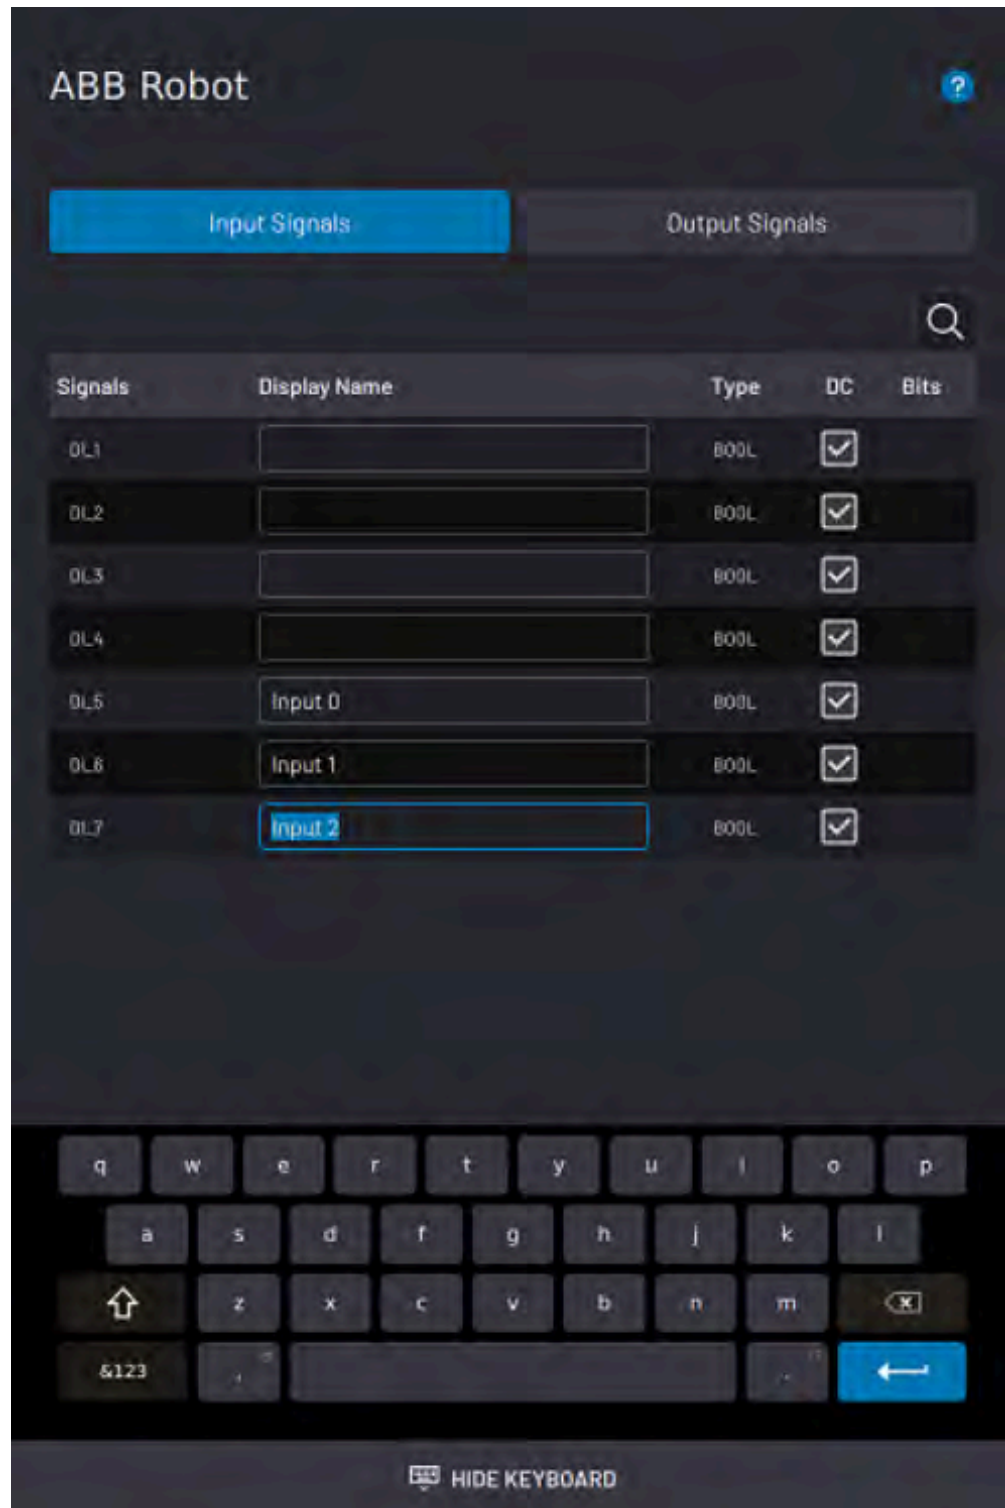 ABB Robot ?
Input Signals Output Signals
Signals Display Name Type DC Bits
DI_1 BOOL
DI_2 BOOL
DI_3 BOOL
DI_4 BOOL
DI_5 Input 0 BOOL
DI_6 Input 1 BOOL
DI_7 Input 2 BOOL
q w e r t y u i o p
a s d f g h j k l
z x c v b n m
&123 , .
HIDE KEYBOARD